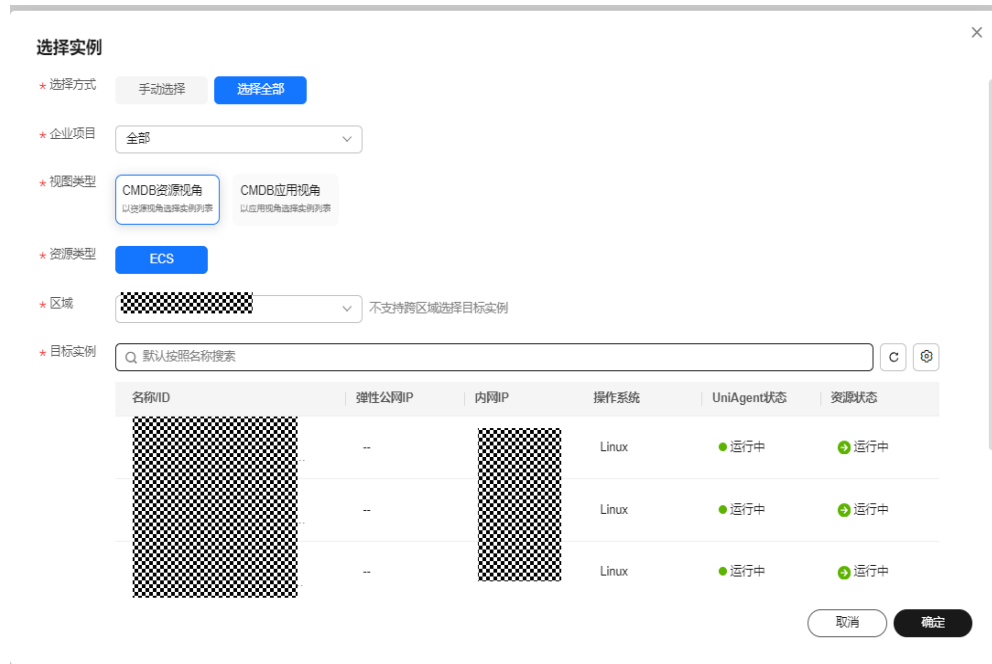 选择实例
* 选择方式 手动选择 选择全部
* 企业项目 全部
* 视图类型 CMDB资源视角 CMDB应用视角
以资源视角选择实例列表 以应用视角选择实例列表
* 资源类型 ECS
* 区域 不支持跨区域选择目标实例
* 目标实例 默认按照名称搜索
名称/ID 弹性公网IP 内网IP 操作系统 UniAgent状态 资源状态
-- Linux 运行中 运行中
-- Linux 运行中 运行中
-- Linux 运行中 运行中
取消 确定